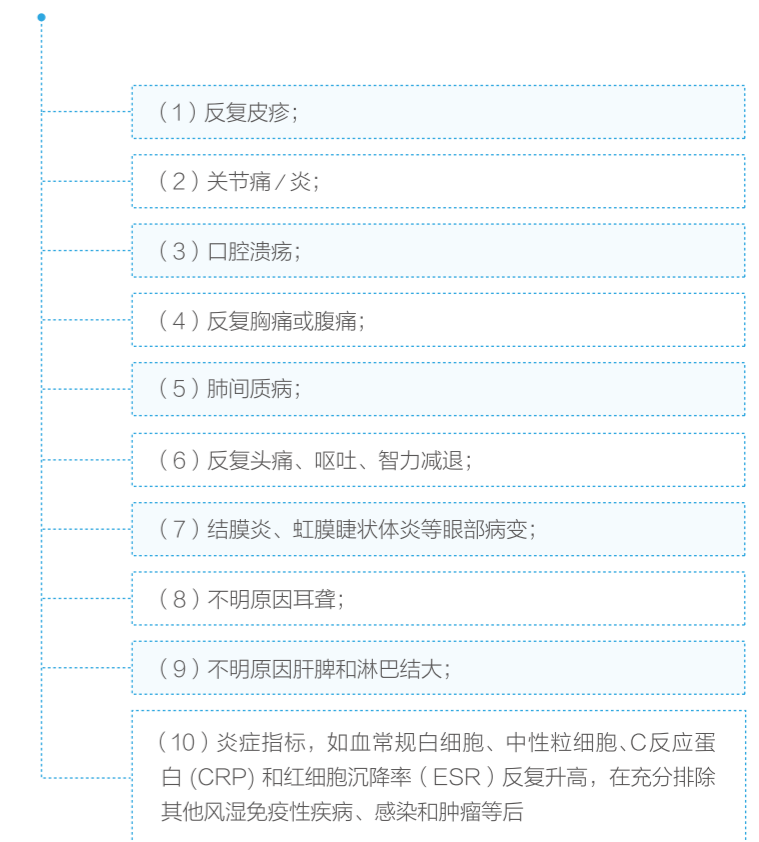 （1）反复皮疹；
（2）关节痛 / 炎；
（3）口腔溃疡；
（4）反复胸痛或腹痛；
（5）肺间质病；
（6）反复头痛、呕吐、智力减退；
（7）结膜炎、虹膜睫状体炎等眼部病变；
（8）不明原因耳聋；
（9）不明原因肝脾和淋巴结大；
（10）炎症指标，如血常规白细胞、中性粒细胞、C反应蛋
白 (CRP) 和红细胞沉降率（ESR）反复升高，在充分排除
其他风湿免疫性疾病、感染和肿瘤等后